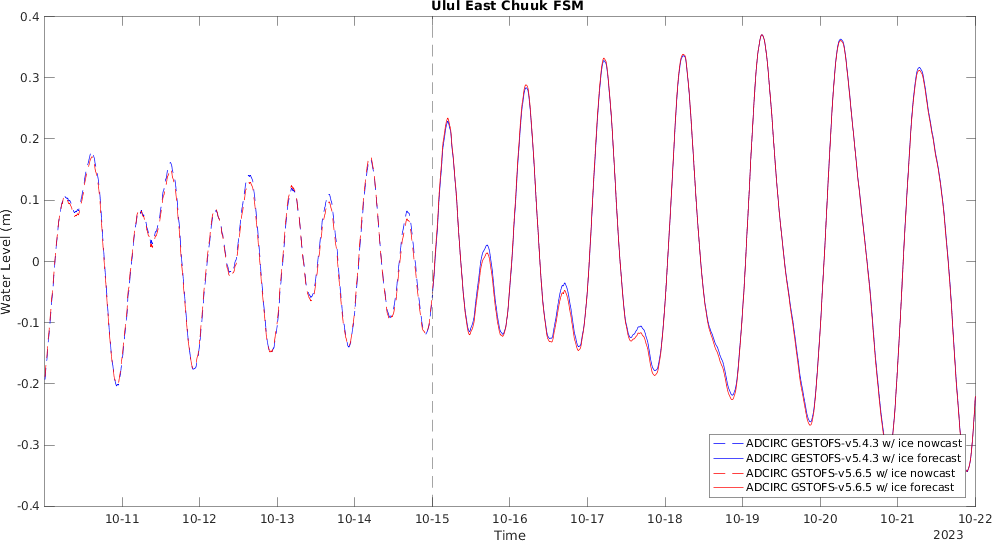 Ulul East Chuuk FSM
0.4
0.3
0.2
0.1
0
-0.1
-0.2
-0.3
-0.4
Water Level (m)
ADCIRC GESTOFS-v5.4.3 w/ ice nowcast
ADCIRC GESTOFS-v5.4.3 w/ ice forecast
ADCIRC GSTOFS-v5.6.5 w/ ice nowcast
ADCIRC GSTOFS-v5.6.5 w/ ice forecast
10-11 10-12 10-13 10-14 10-15 10-16 10-17 10-18 10-19 10-20 10-21 10-22
Time
2023